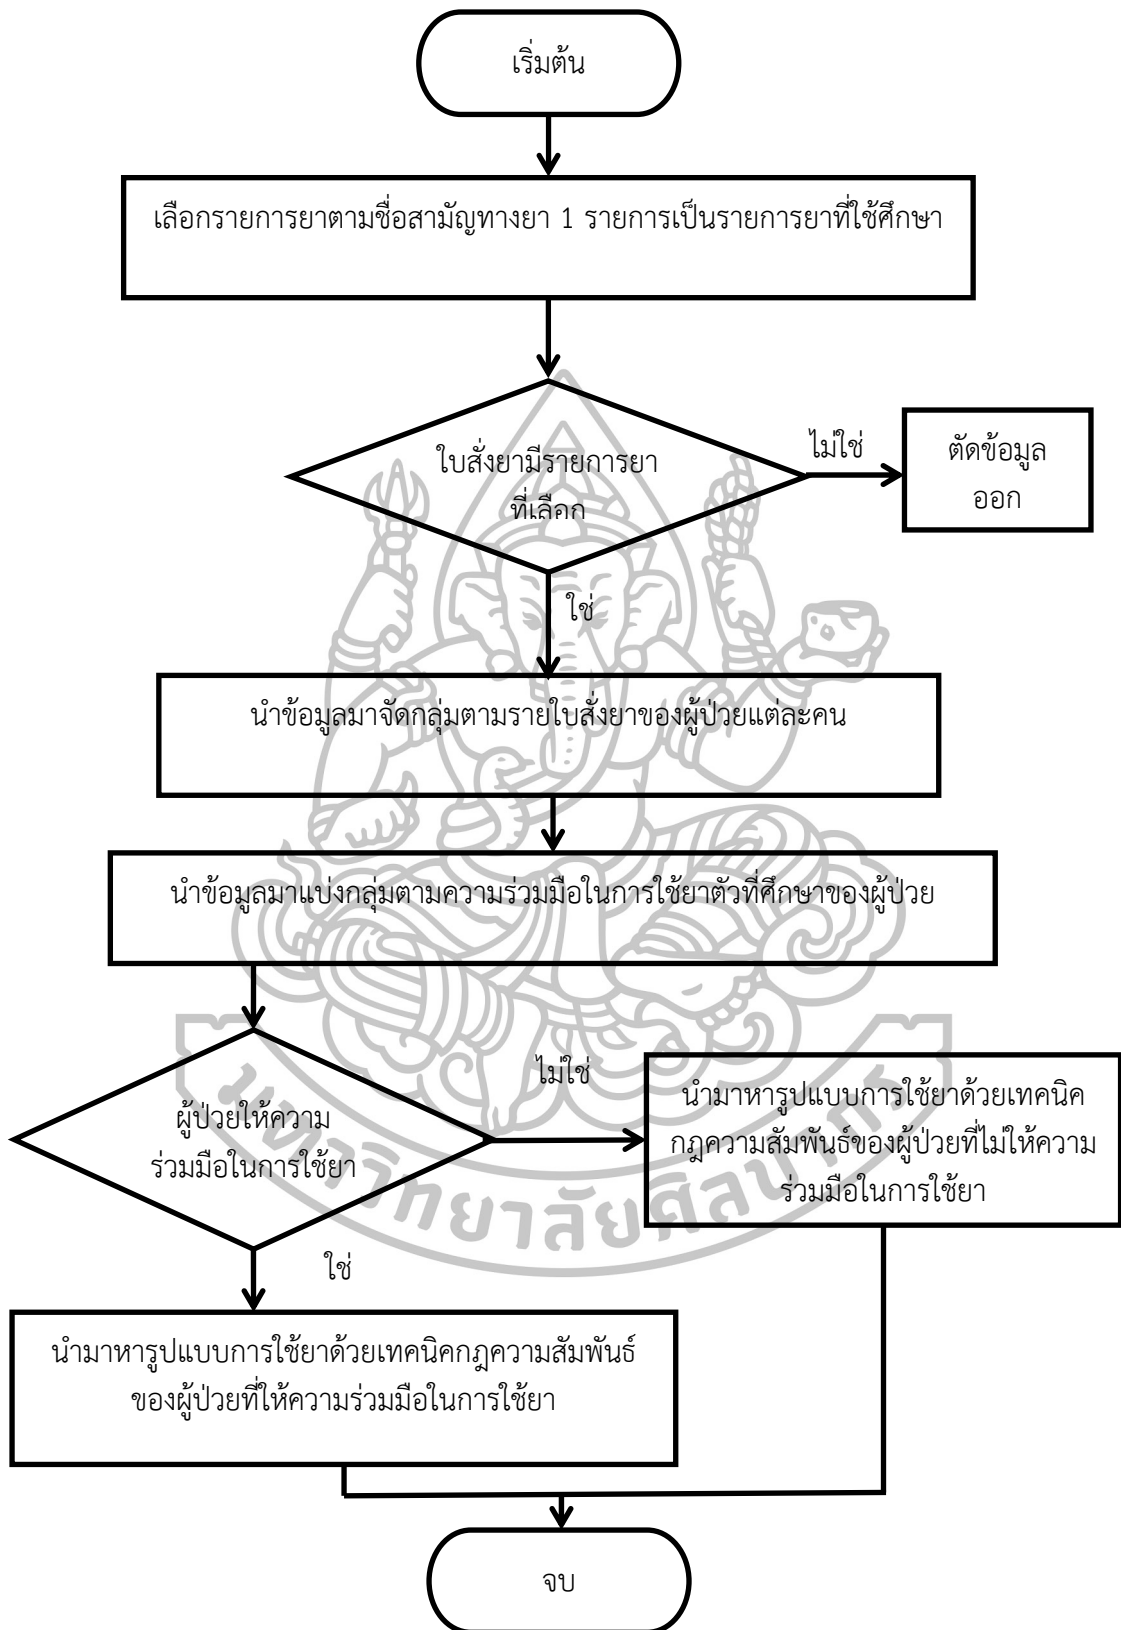 เริ่มต้น
เลือกรายการยาตามชื่อสามัญทางยา 1 รายการเป็นรายการยาที่ใช้ศึกษา
ใบสั่งยามีรายการยา
ที่เลือก
ไม่ใช่
ตัดข้อมูล
ออก
ใช่
นำข้อมูลมาจัดกลุ่มตามรายใบสั่งยาของผู้ป่วยแต่ละคน
นำข้อมูลมาแบ่งกลุ่มตามความร่วมมือในการใช้ยาตัวที่ศึกษาของผู้ป่วย
ผู้ป่วยให้ความ
ร่วมมือในการใช้ยา
ไม่ใช่
นำมาหารูปแบบการใช้ยาด้วยเทคนิค
กฎความสัมพันธ์ของผู้ป่วยที่ไม่ให้ความ
ร่วมมือในการใช้ยา
มหาวิทยาลัยศิลปากร
ใช่
นำมาหารูปแบบการใช้ยาด้วยเทคนิคกฎความสัมพันธ์
ของผู้ป่วยที่ให้ความร่วมมือในการใช้ยา
จบ